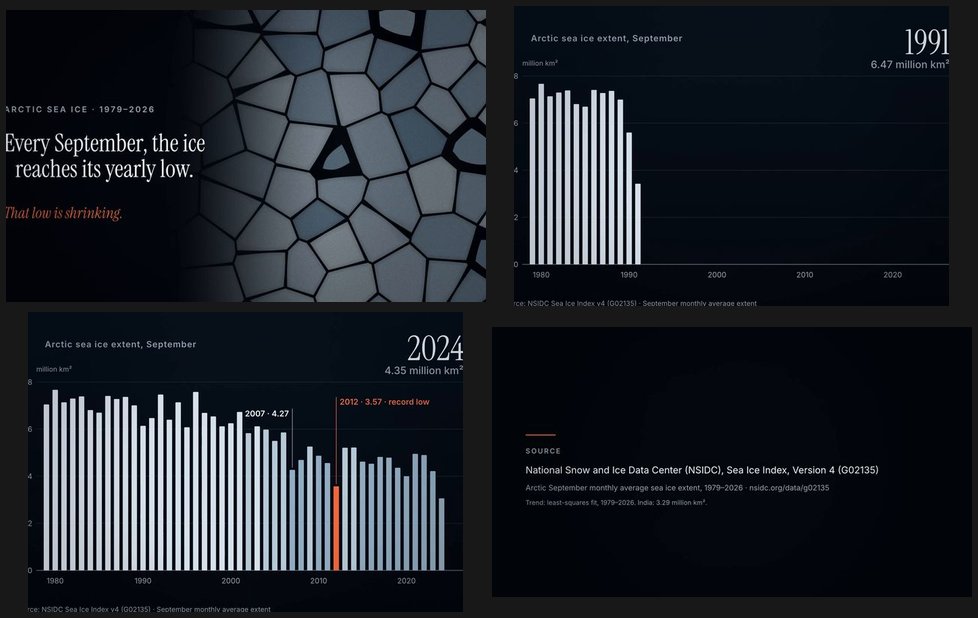 ARCTIC SEA ICE · 1979–2026
Every September, the ice
reaches its yearly low.
That low is shrinking.
Arctic sea ice extent, September
1991
6.47 million km²
million km²
8
6
4
2
0
1980 1990 2000 2010 2020
rce: NSIDC Sea Ice Index v4 (G02135) · September monthly average extent
Arctic sea ice extent, September
2024
4.35 million km²
million km²
8
2012 · 3.57 · record low
2007 · 4.27
6
4
2
0
1980 1990 2000 2010 2020
rce: NSIDC Sea Ice Index v4 (G02135) · September monthly average extent
SOURCE
National Snow and Ice Data Center (NSIDC), Sea Ice Index, Version 4 (G02135)
Arctic September monthly average sea ice extent, 1979–2026 · nsidc.org/data/g02135
Trend: least-squares fit, 1979–2026. India: 3.29 million km².